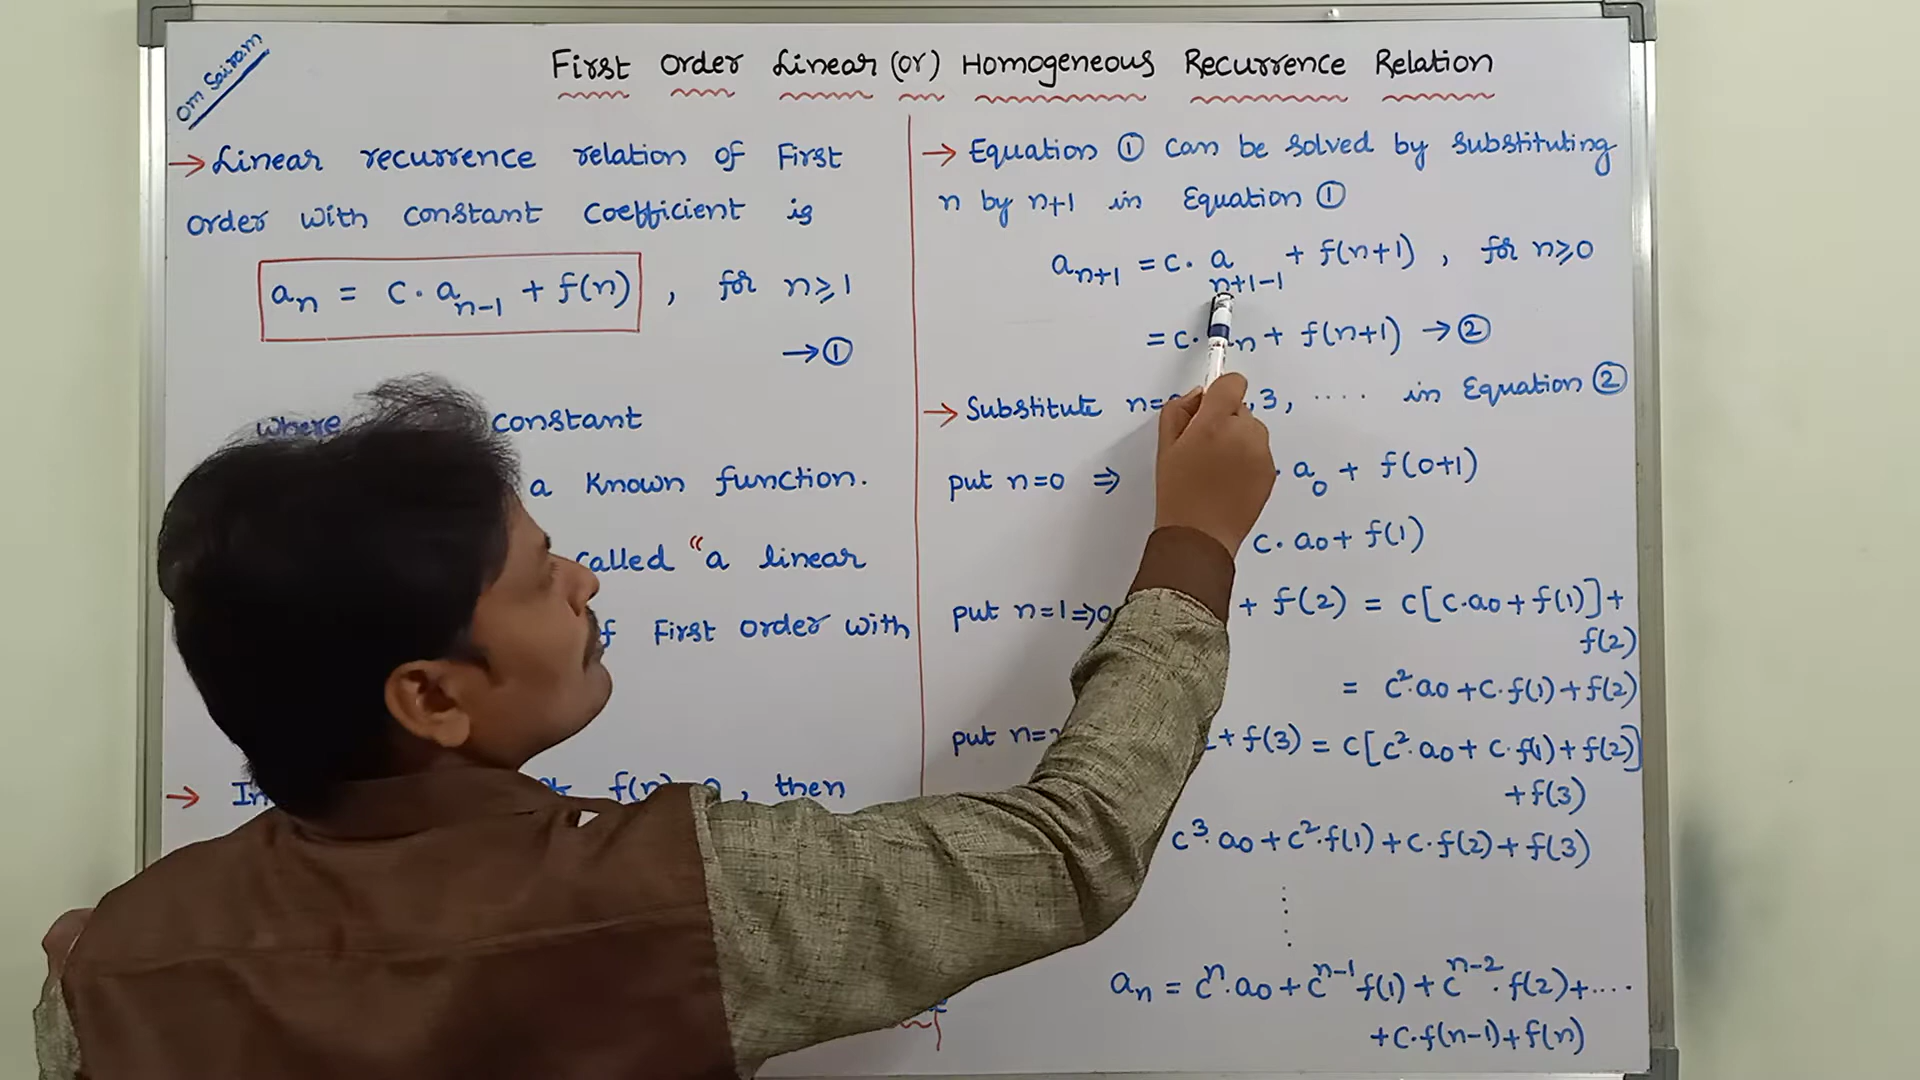 Om Sairam
First Order Linear (or) Homogeneous Recurrence Relation
→ Linear recurrence relation of First
Order with constant coefficient is
aₙ = c·aₙ₋₁ + f(n) , for n≥1
→①
where constant
a known function.
called “a linear
First Order with
→ f(n) , then
→ Equation ① can be solved by substituting
n by n+1 in Equation ①
aₙ₊₁ = c·aₙ₊₁₋₁ + f(n+1) , for n≥0
= c· ₙ + f(n+1) →②
→ Substitute n= ,3, ···· in Equation ②
put n=0 ⇒ · a₀ + f(0+1)
c·a₀ + f(1)
put n=1 ⇒ + f(2) = c[c·a₀ + f(1)] +
f(2)
= c²·a₀ + c·f(1) + f(2)
put n= + f(3) = c[c²·a₀ + c·f(1) + f(2)]
+ f(3)
c³·a₀ + c²·f(1) + c·f(2) + f(3)
⋮
aₙ = cⁿ·a₀ + cⁿ⁻¹f(1) + cⁿ⁻²·f(2) + ····
+ c·f(n-1) + f(n)